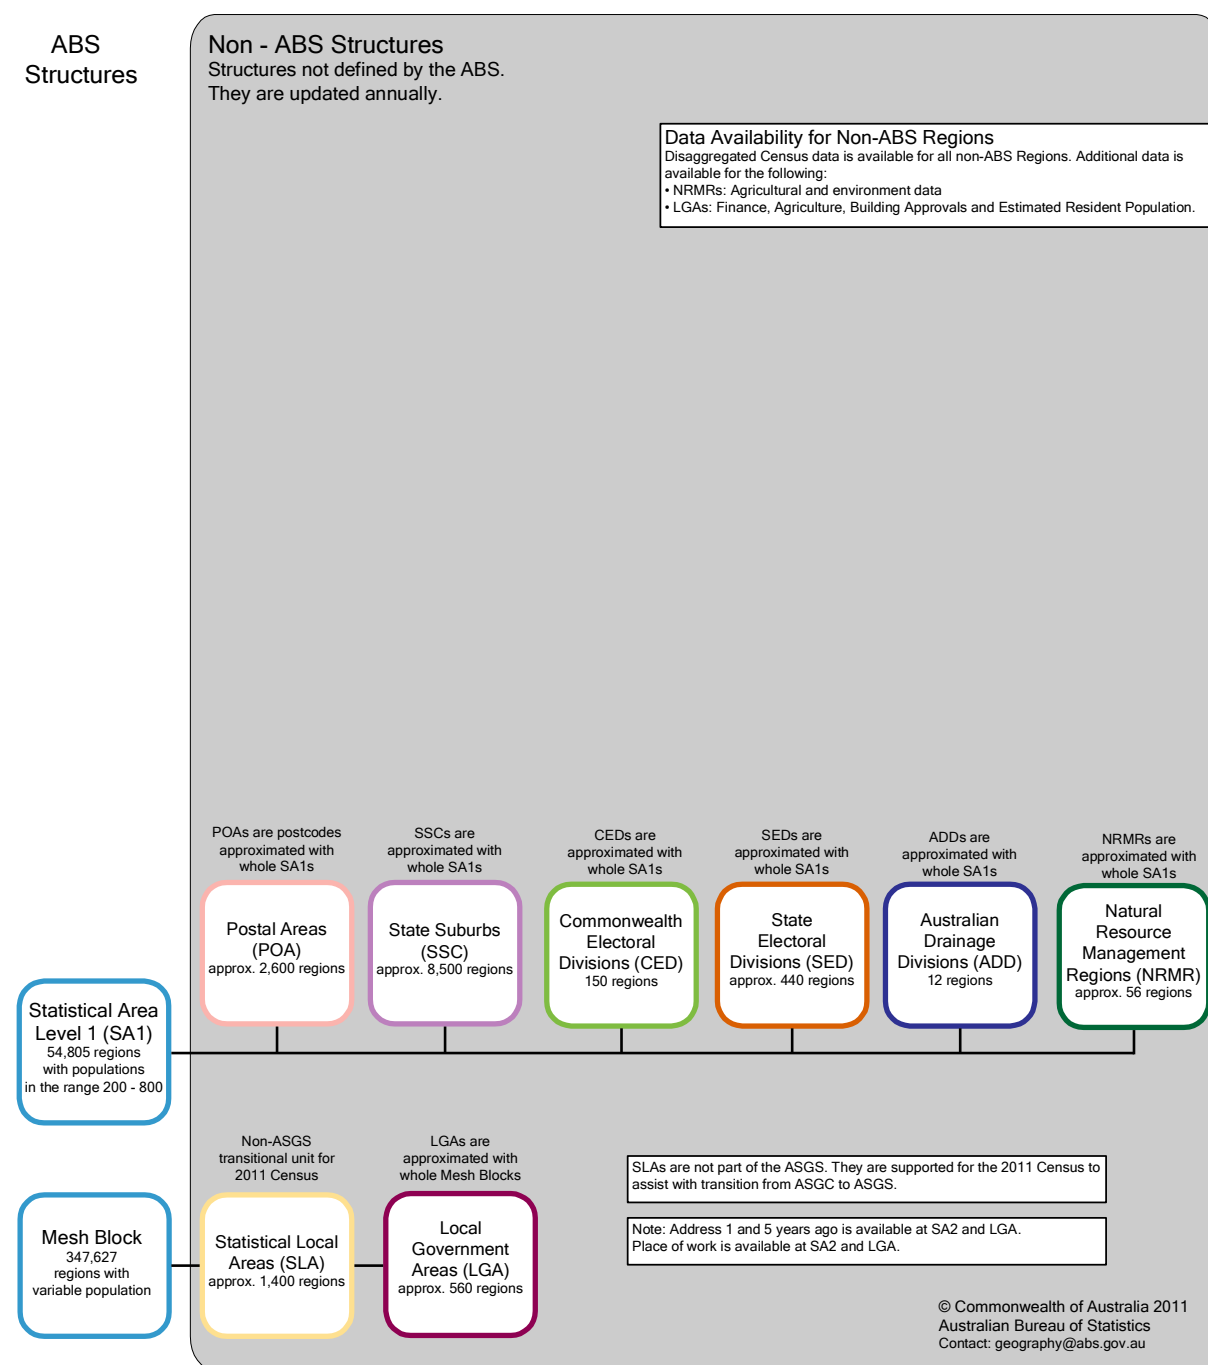 ABS
Structures
Non - ABS Structures
Structures not defined by the ABS.
They are updated annually.
Data Availability for Non-ABS Regions
Disaggregated Census data is available for all non-ABS Regions. Additional data is
available for the following:
• NRMRs: Agricultural and environment data
• LGAs: Finance, Agriculture, Building Approvals and Estimated Resident Population.
POAs are postcodes
approximated with
whole SA1s
SSCs are
approximated with
whole SA1s
CEDs are
approximated with
whole SA1s
SEDs are
approximated with
whole SA1s
ADDs are
approximated with
whole SA1s
NRMRs are
approximated with
whole SA1s
Postal Areas
(POA)
approx. 2,600 regions
State Suburbs
(SSC)
approx. 8,500 regions
Commonwealth
Electoral
Divisions (CED)
150 regions
State
Electoral
Divisions (SED)
approx. 440 regions
Australian
Drainage
Divisions (ADD)
12 regions
Natural
Resource
Management
Regions (NRMR)
approx. 56 regions
Statistical Area
Level 1 (SA1)
54,805 regions
with populations
in the range 200 - 800
Non-ASGS
transitional unit for
2011 Census
LGAs are
approximated with
whole Mesh Blocks
SLAs are not part of the ASGS. They are supported for the 2011 Census to
assist with transition from ASGC to ASGS.
Mesh Block
347,627
regions with
variable population
Statistical Local
Areas (SLA)
approx. 1,400 regions
Local
Government
Areas (LGA)
approx. 560 regions
Note: Address 1 and 5 years ago is available at SA2 and LGA.
Place of work is available at SA2 and LGA.
© Commonwealth of Australia 2011
Australian Bureau of Statistics
Contact: geography@abs.gov.au